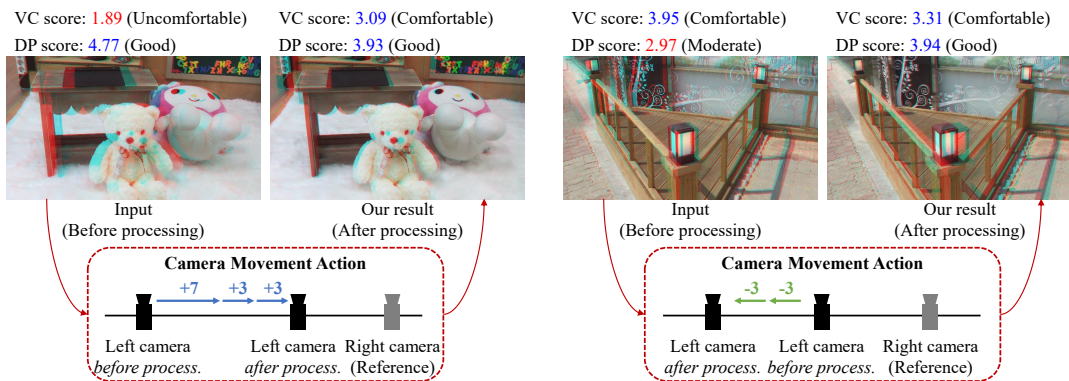 VC score: 1.89 (Uncomfortable)
DP score: 4.77 (Good)
VC score: 3.09 (Comfortable)
DP score: 3.93 (Good)
Input
(Before processing)
Our result
(After processing)
Camera Movement Action
+7 +3 +3
Left camera
before process.
Left camera
after process.
Right camera
(Reference)
VC score: 3.95 (Comfortable)
DP score: 2.97 (Moderate)
VC score: 3.31 (Comfortable)
DP score: 3.94 (Good)
Input
(Before processing)
Our result
(After processing)
Camera Movement Action
-3 -3
Left camera
after process.
Left camera
before process.
Right camera
(Reference)